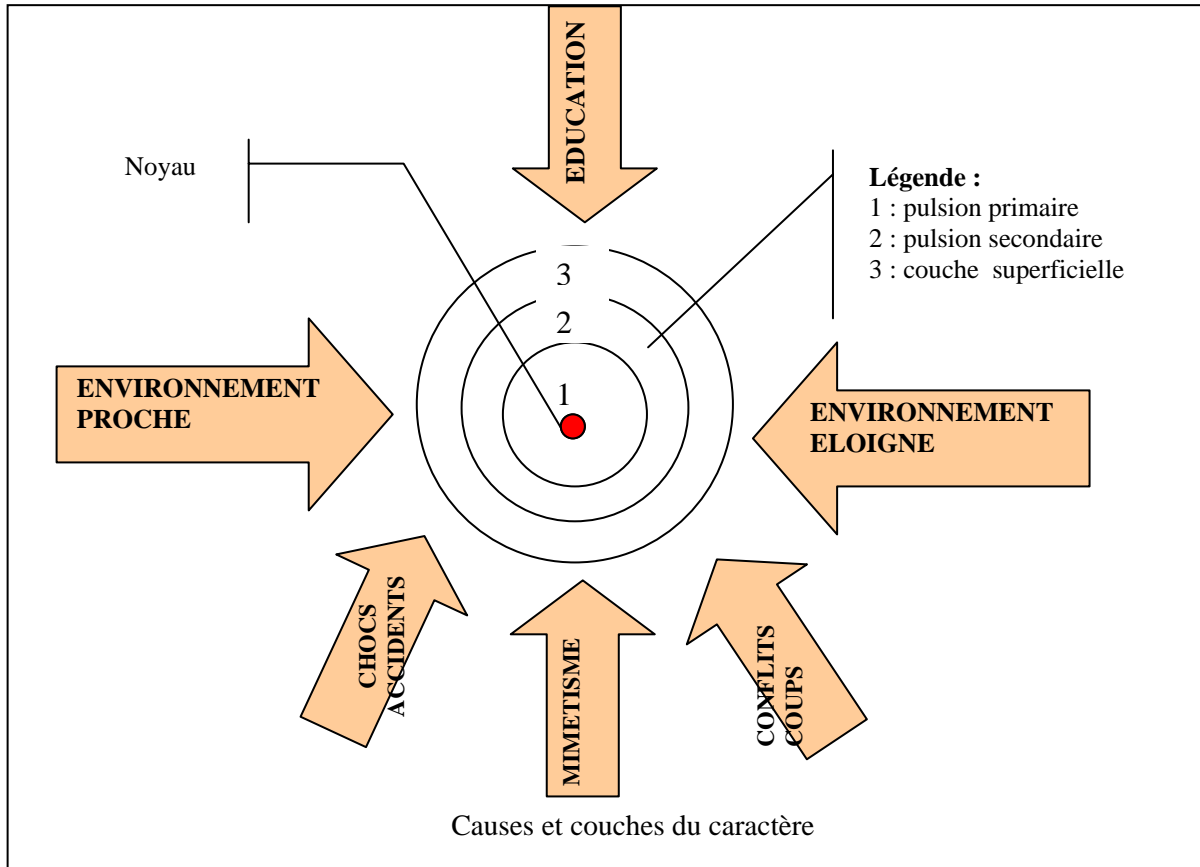 EDUCATION
Noyau
Légende :
1 : pulsion primaire
2 : pulsion secondaire
3 : couche superficielle
3
2
1
ENVIRONNEMENT
PROCHE
ENVIRONNEMENT
ELOIGNE
CHOCS
ACCIDENTS
MIMETISME
CONFLITS
COUPS
Causes et couches du caractère